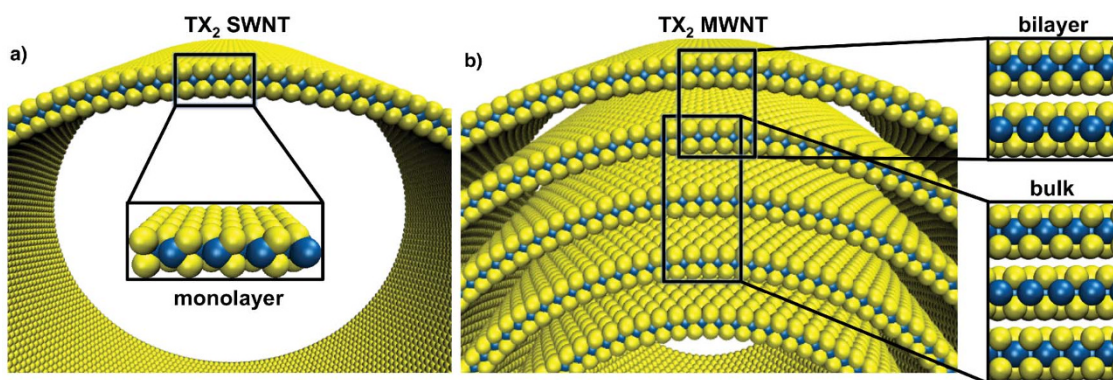 TX₂ SWNT
a)
monolayer
TX₂ MWNT
b)
bilayer
bulk